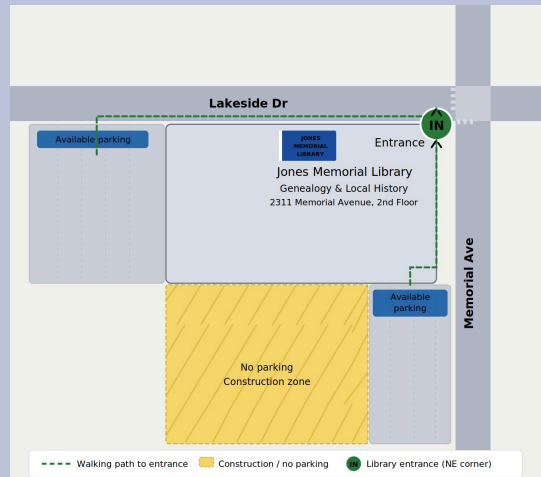 Lakeside Dr
IN
Available parking
JONES
MEMORIAL
LIBRARY
Entrance
Jones Memorial Library
Genealogy & Local History
2311 Memorial Avenue, 2nd Floor
Memorial Ave
Available
parking
No parking
Construction zone
Walking path to entrance
Construction / no parking
IN
Library entrance (NE corner)